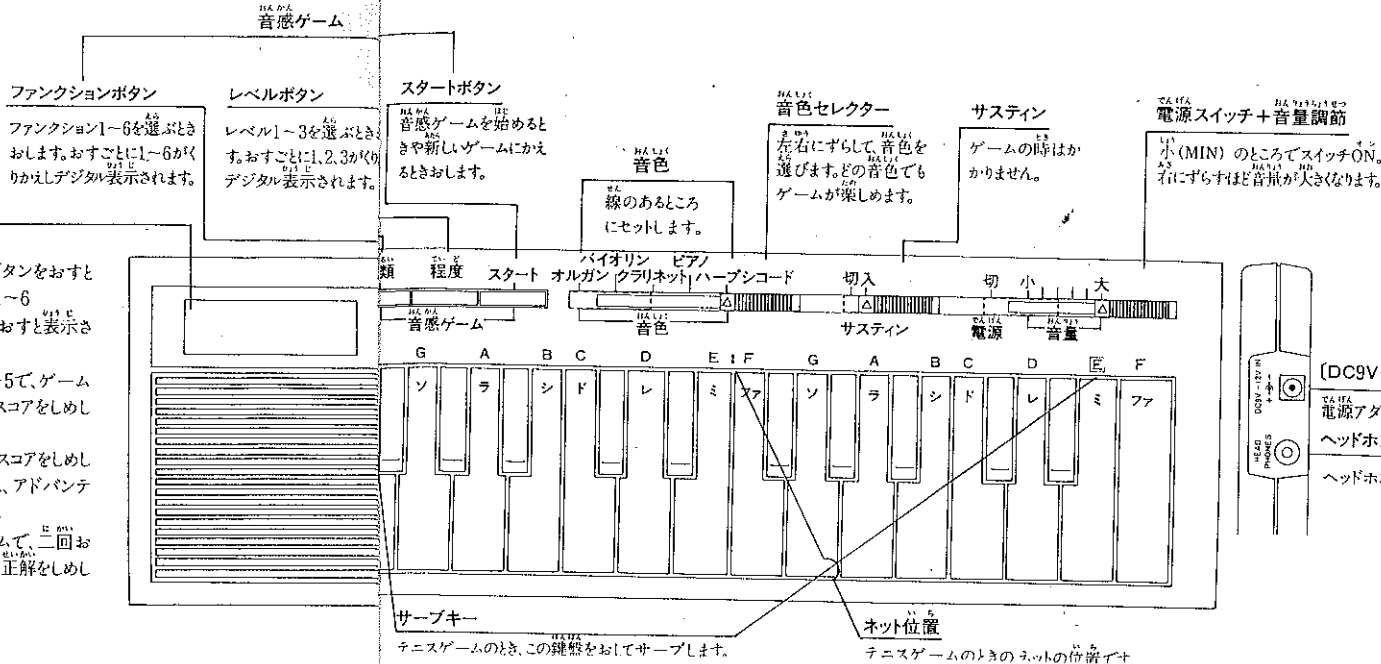 音感ゲーム
ファンクションボタン
ファンクション1~6を選ぶとき
おします。おすごとに1~6がく
りかえしデジタル表示されます。
レベルボタン
レベル1~3を選ぶとき
す。おすごとに1、2、3がくり
デジタル表示されます。
スタートボタン
音感ゲームを始めると
きや新しいゲームにかえ
るときおします。
音色
線のあるところ
にセットします。
音色セレクター
左右にずらして、音色を
選びます。どの音色でも
ゲームが楽しめます。
サスティン
ゲームの時はか
かりません。
電源スイッチ+音量調節
小(MIN)のところでスイッチON。
右にずらすほど音量が大きくなります。
タンをおすと
~6
おすと表示さ
5で、ゲーム
スコアをしめし
スコアをしめし
、アドバンテ
ムで、二回お
正解をしめし
類 程度 スタート
音感ゲーム
バイオリン ピアノ
オルガン クラリネット ハープシコード
音色
切 入
サスティン
切 小 大
電源 音量
G A B C D E F G A B C D E F
ソ ラ シ ド レ ミ ファ ソ ラ シ ド レ ミ ファ
DC9V-12V IN
HEAD PHONES
(DC9V
電源アダ
ヘッドホ
ヘッドホ
サーブキー
テニスゲームのとき、この鍵盤をおしてサーブします。
ネット位置
テニスゲームのときのネットの位置です